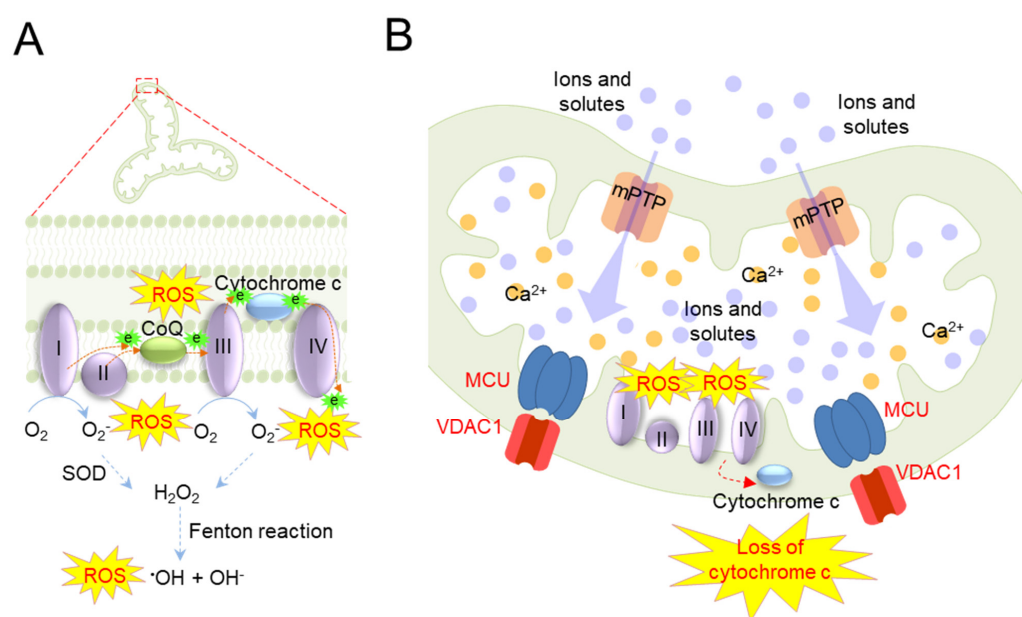 A
ROS
Cytochrome c
e
e
CoQ
e
e
I
II
III
IV
e
O₂
O₂⁻
ROS
O₂
O₂⁻
ROS
SOD
H₂O₂
Fenton reaction
ROS
•OH + OH⁻
B
Ions and
solutes
Ions and
solutes
mPTP
mPTP
Ca²⁺
Ca²⁺
Ca²⁺
Ions and
solutes
MCU
VDAC1
ROS
ROS
I
II
III
IV
MCU
VDAC1
Cytochrome c
Loss of
cytochrome c